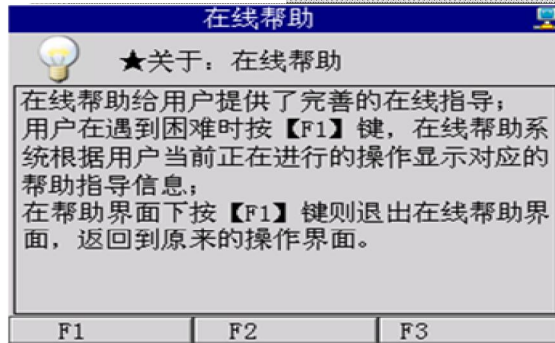 在线帮助
★关于：在线帮助
在线帮助给用户提供了完善的在线指导；
用户在遇到困难时按【F1】键，在线帮助系
统根据用户当前正在进行的操作显示对应的
帮助指导信息；
在帮助界面下按【F1】键则退出在线帮助界
面，返回到原来的操作界面。
F1 F2 F3